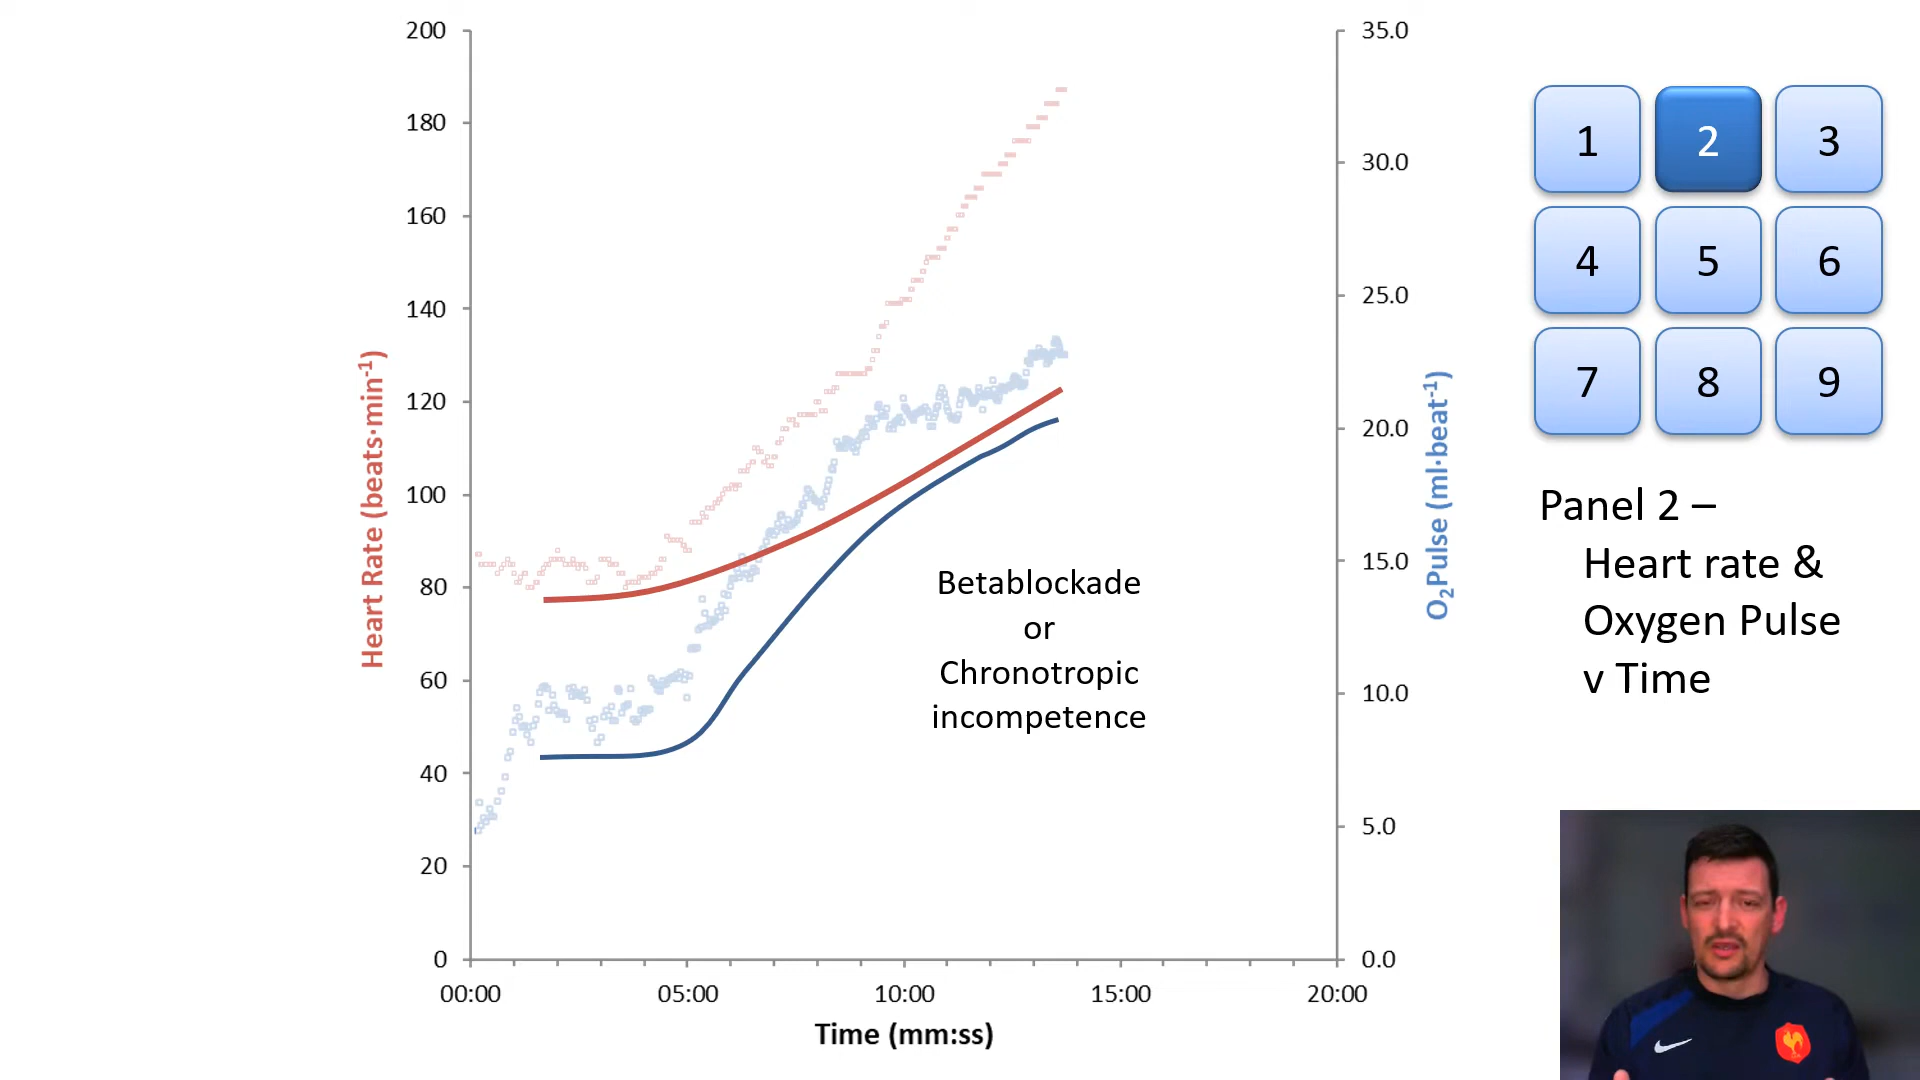 200
180
160
140
120
100
80
60
40
20
0
35.0
30.0
25.0
20.0
15.0
10.0
5.0
0.0
Heart Rate (beats·min⁻¹)
O₂Pulse (ml·beat⁻¹)
Betablockade
or
Chronotropic
incompetence
00:00 05:00 10:00 15:00 20:00
Time (mm:ss)
1 2 3
4 5 6
7 8 9
Panel 2 –
Heart rate &
Oxygen Pulse
v Time